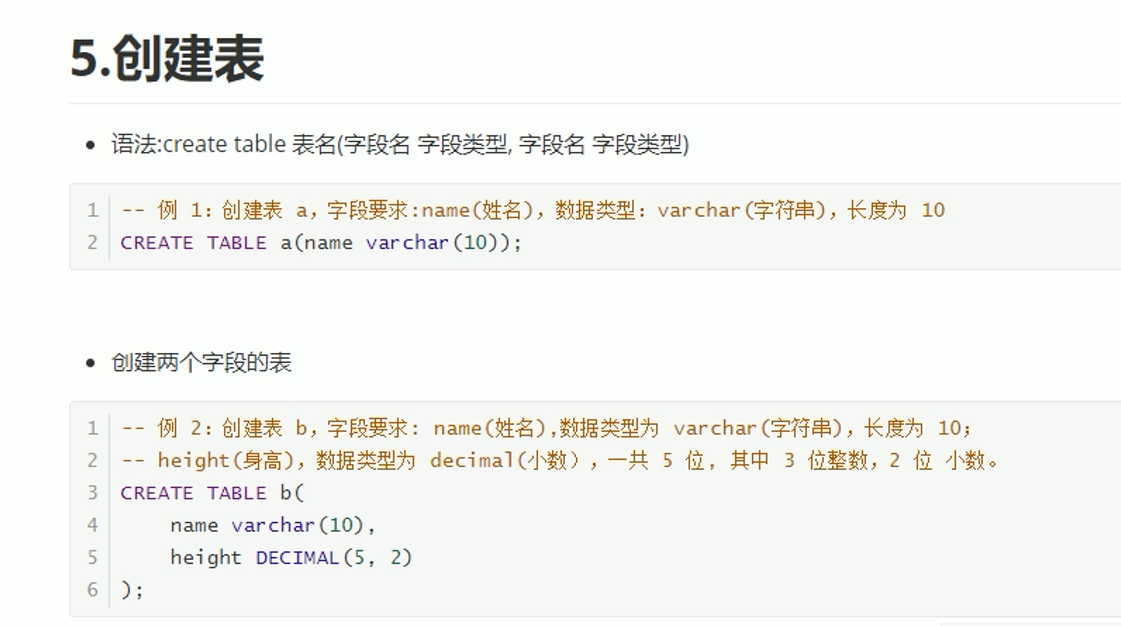 5.创建表
语法:create table 表名(字段名 字段类型, 字段名 字段类型)
1 -- 例 1：创建表 a，字段要求:name(姓名)，数据类型：varchar(字符串)，长度为 10
2 CREATE TABLE a(name varchar(10));
创建两个字段的表
1 -- 例 2：创建表 b，字段要求：name(姓名),数据类型为 varchar(字符串)，长度为 10；
2 -- height(身高)，数据类型为 decimal(小数），一共 5 位，其中 3 位整数，2 位 小数。
3 CREATE TABLE b(
4 name varchar(10),
5 height DECIMAL(5, 2)
6 );